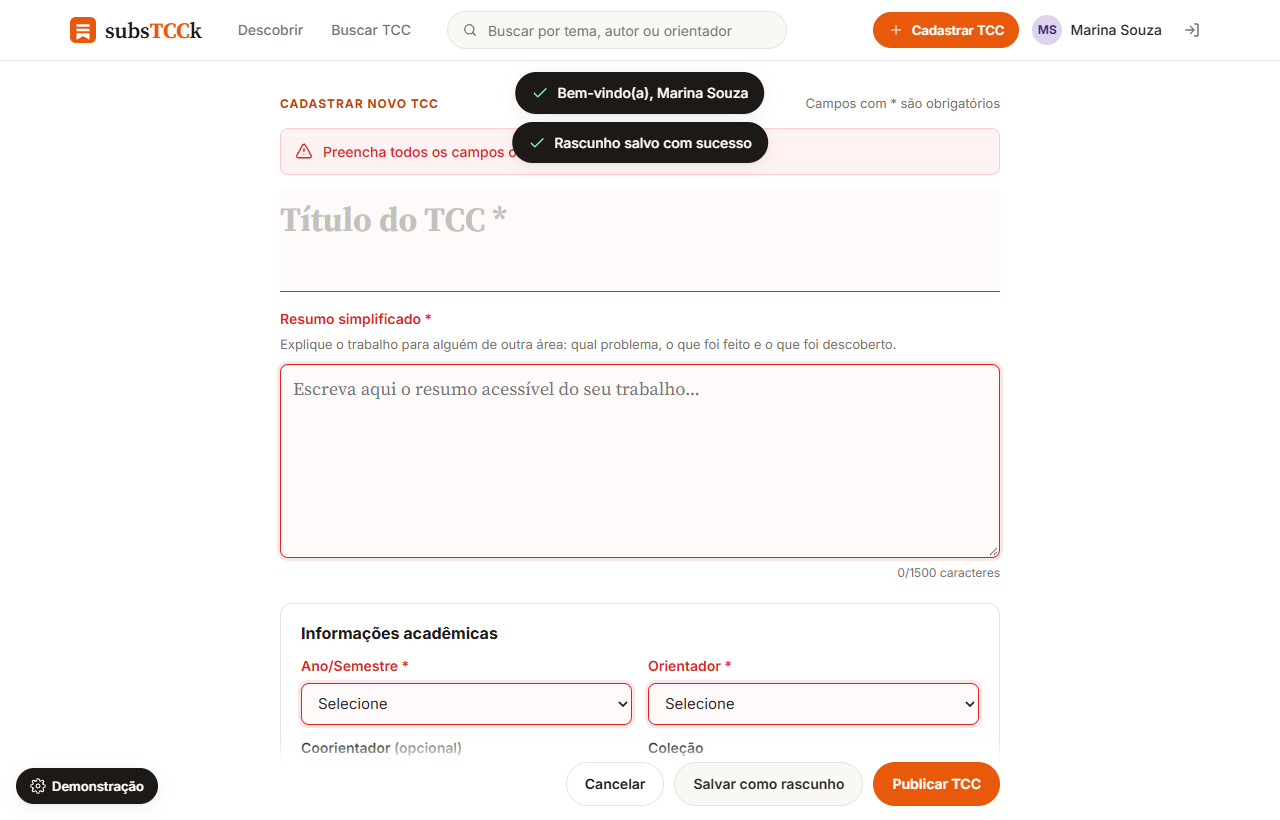 subsTCCk
Descobrir
Buscar TCC
Buscar por tema, autor ou orientador
Cadastrar TCC
MS
Marina Souza
Bem-vindo(a), Marina Souza
Rascunho salvo com sucesso
CADASTRAR NOVO TCC
Campos com * são obrigatórios
Preencha todos os campos
Título do TCC *
Resumo simplificado *
Explique o trabalho para alguém de outra área: qual problema, o que foi feito e o que foi descoberto.
Escreva aqui o resumo acessível do seu trabalho...
0/1500 caracteres
Informações acadêmicas
Ano/Semestre *
Orientador *
Selecione
Selecione
Coorientador (opcional)
Coleção
Demonstração
Cancelar
Salvar como rascunho
Publicar TCC